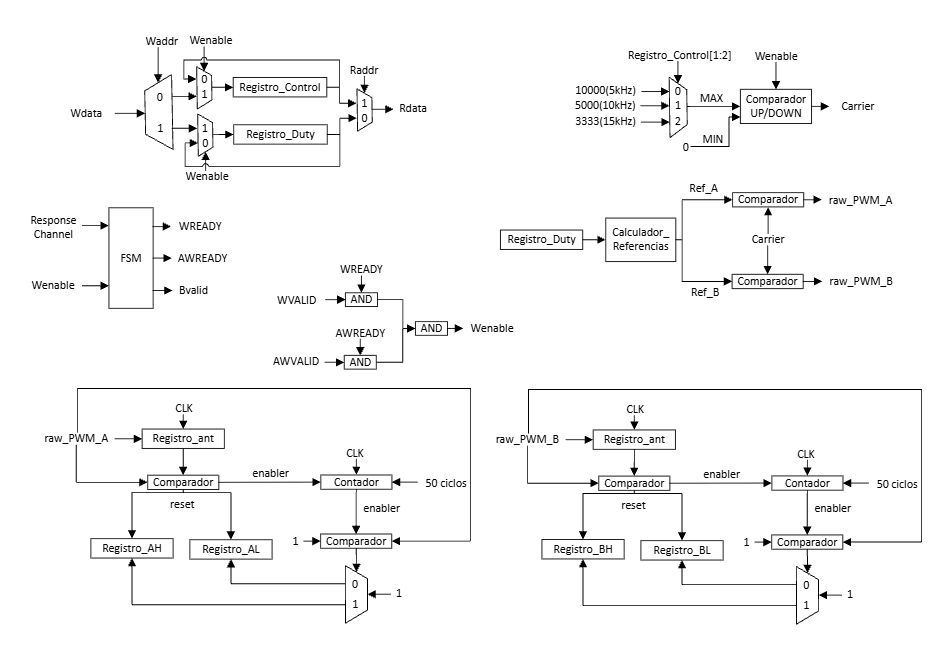 Waddr
Wenable
0
1
Wdata
0
1
Registro_Control
1
0
Registro_Duty
Wenable
Raddr
1
0
Rdata
Registro_Control[1:2]
10000(5kHz)
5000(10kHz)
3333(15kHz)
0
1
2
MAX
MIN
0
Wenable
Comparador
UP/DOWN
Carrier
Response
Channel
Wenable
FSM
WREADY
AWREADY
Bvalid
WREADY
WVALID
AND
AWREADY
AWVALID
AND
AND
Wenable
Registro_Duty
Calculador_
Referencias
Ref_A
Comparador
raw_PWM_A
Carrier
Ref_B
Comparador
raw_PWM_B
CLK
raw_PWM_A
Registro_ant
Comparador
enabler
CLK
Contador
50 ciclos
reset
enabler
Registro_AH
Registro_AL
1
Comparador
0
1
1
CLK
raw_PWM_B
Registro_ant
Comparador
enabler
CLK
Contador
50 ciclos
reset
enabler
Registro_BH
Registro_BL
1
Comparador
0
1
1